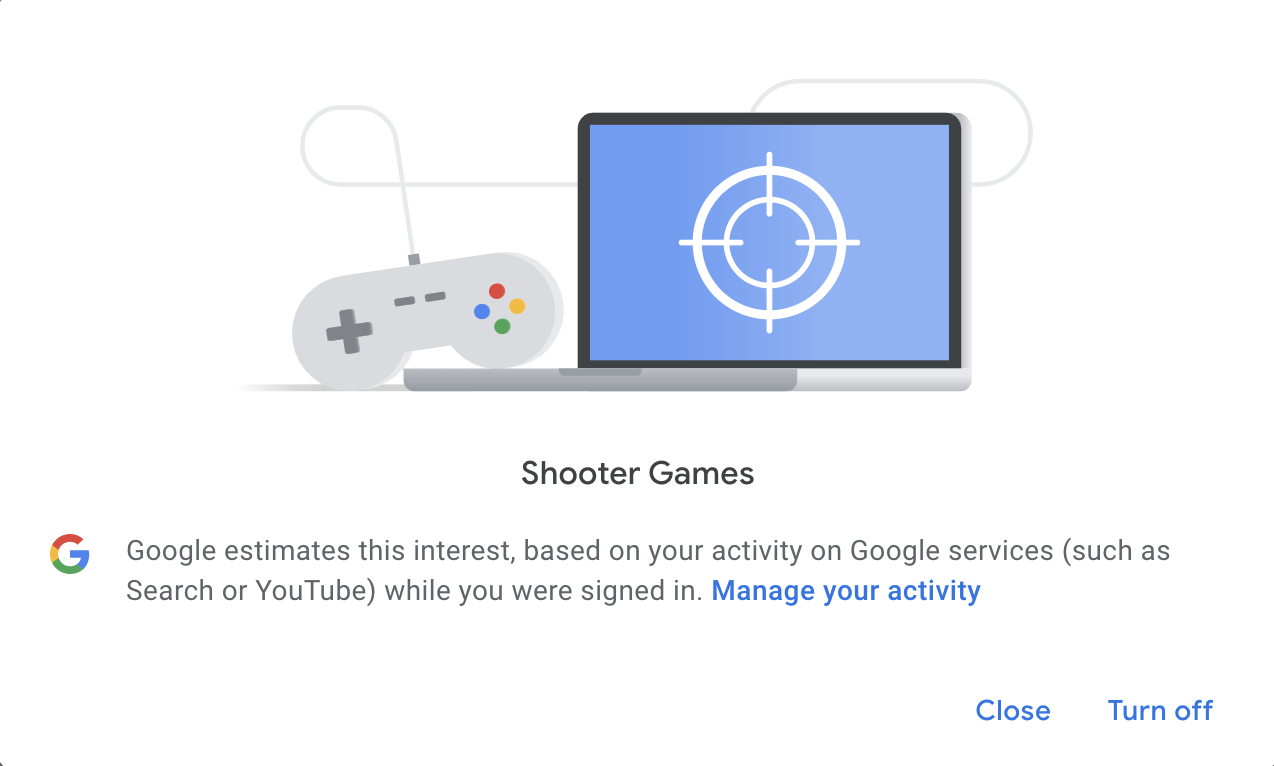 Shooter Games
Google estimates this interest, based on your activity on Google services (such as
Search or YouTube) while you were signed in. Manage your activity
Close Turn off